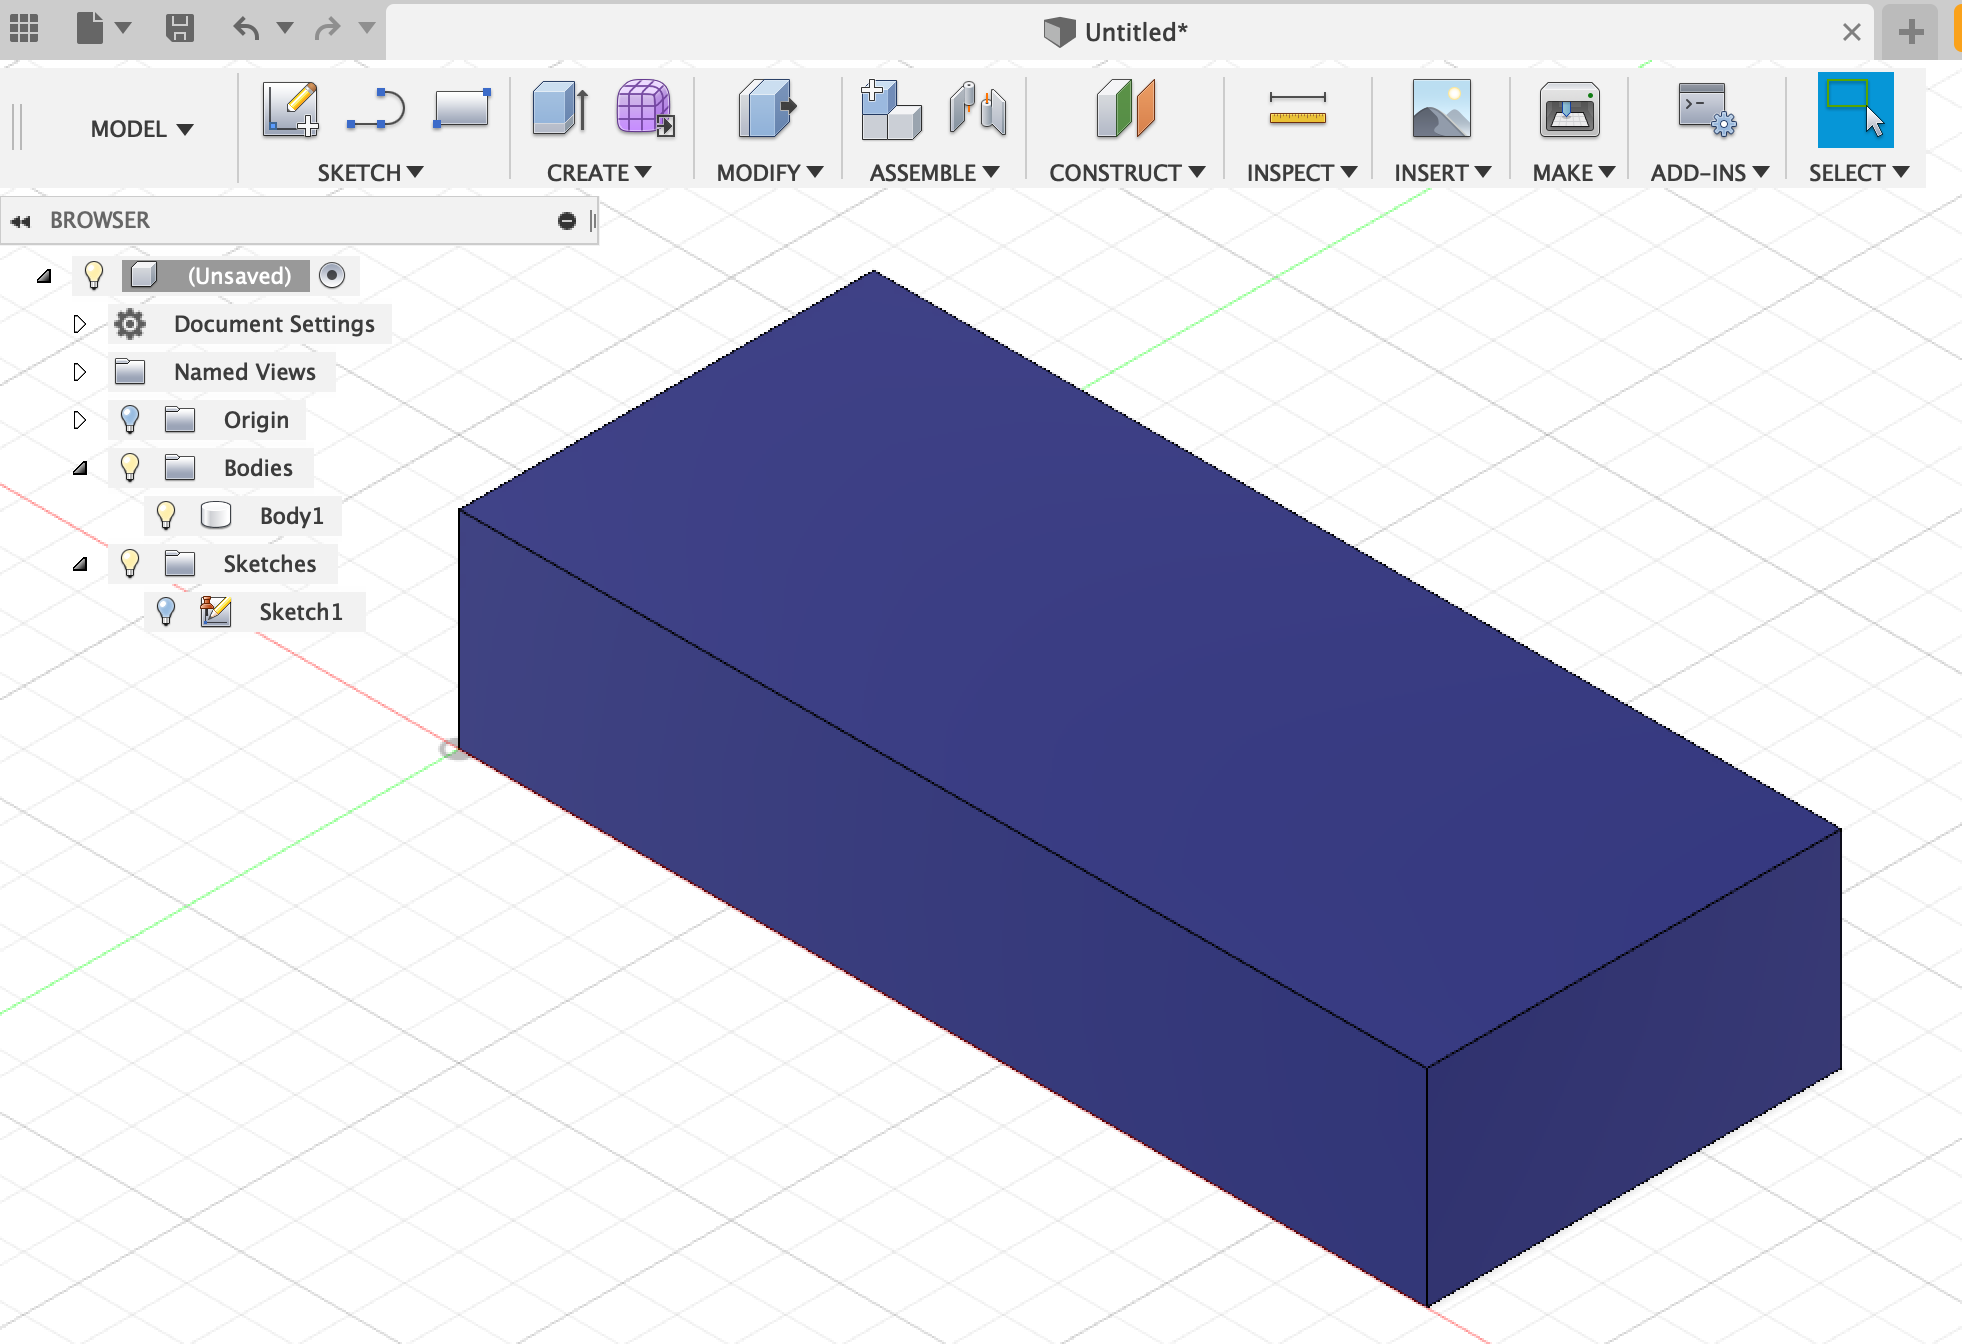 Untitled*
MODEL
SKETCH
CREATE
MODIFY
ASSEMBLE
CONSTRUCT
INSPECT
INSERT
MAKE
ADD-INS
SELECT
BROWSER
(Unsaved)
Document Settings
Named Views
Origin
Bodies
Body1
Sketches
Sketch1